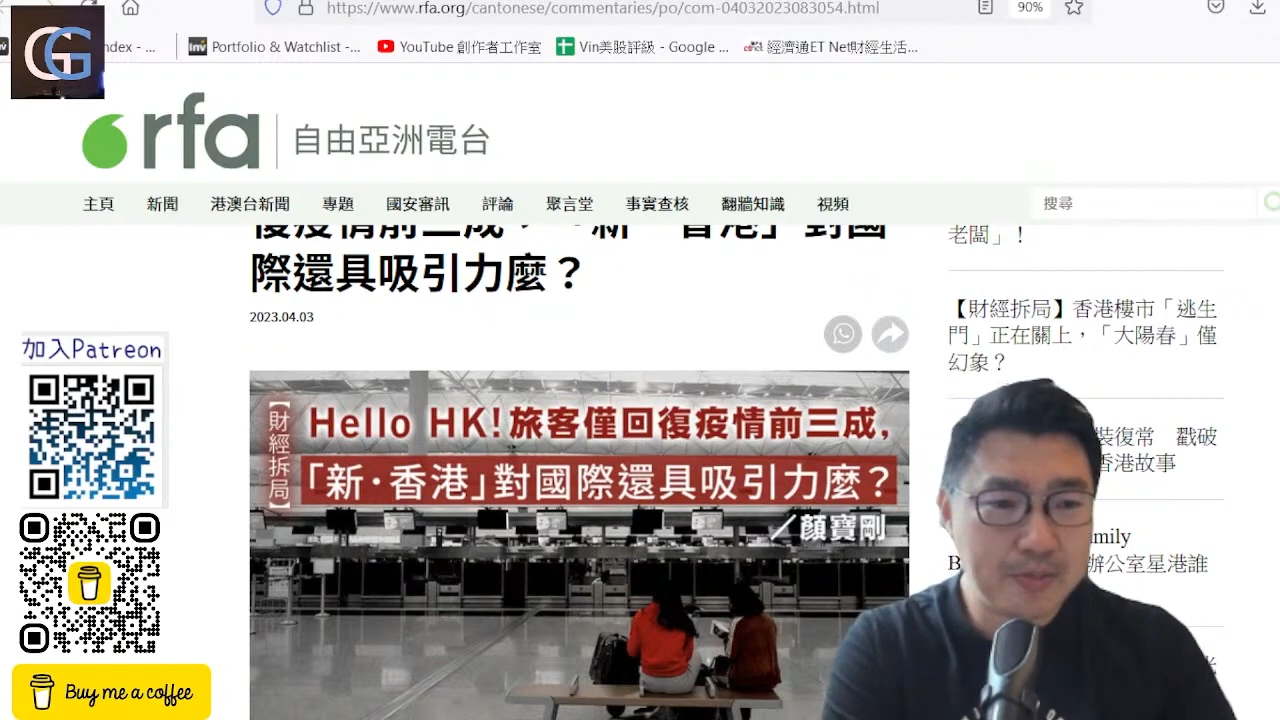 https://www.rfa.org/cantonese/commentaries/po/com-04032023083054.html
90%
ndex - ...
Portfolio & Watchlist -...
YouTube 創作者工作室
Vin美股評級 - Google ...
經濟通ET Net財經生活...
GG
rfa 自由亞洲電台
主頁 新聞 港澳台新聞 專題 國安審訊 評論 聚言堂 事實查核 翻牆知識 視頻
搜尋
際還具吸引力麼？
2023.04.03
老闆」！
【財經拆局】香港樓市「逃生
門」正在關上，「大陽春」僅
幻象？
裝復常 戳破
香港故事
mily
辦公室星港誰
加入Patreon
【財經拆局】
Hello HK!旅客僅回復疫情前三成,
「新·香港」對國際還具吸引力麼？
／顏寶剛
Buy me a coffee